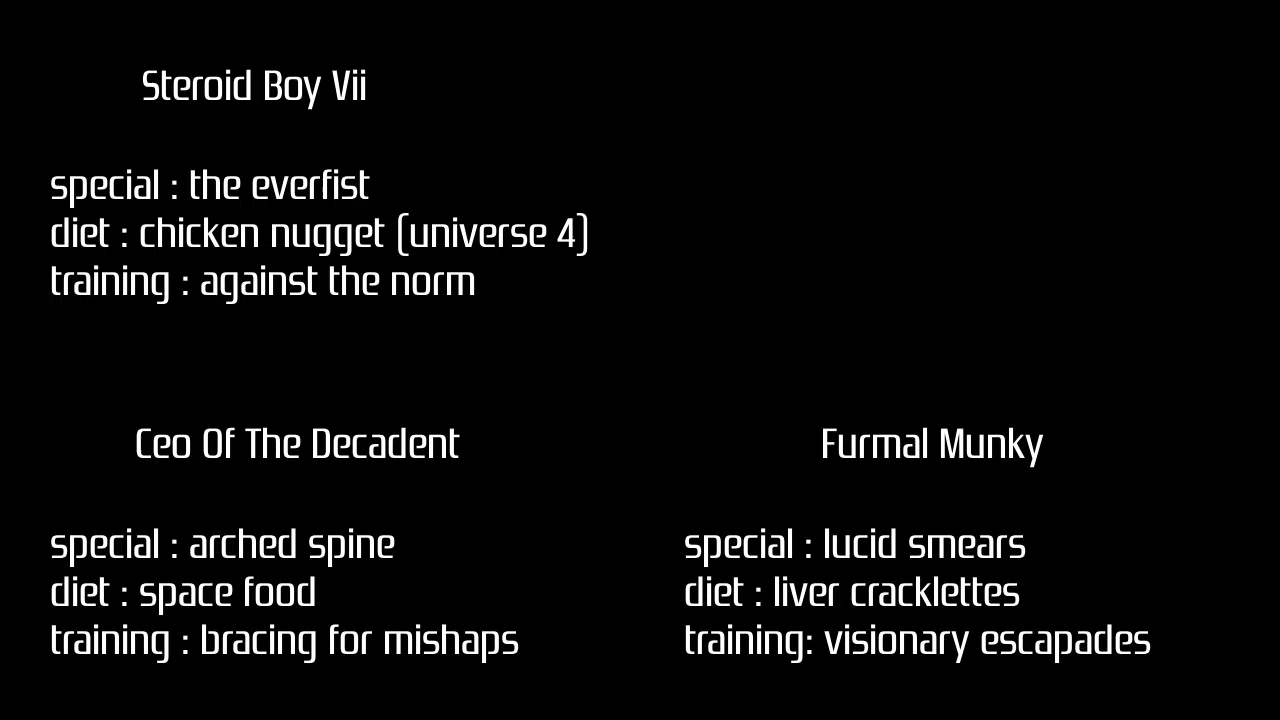 Steroid Boy Vii
special : the everfist
diet : chicken nugget (universe 4)
training : against the norm
Ceo Of The Decadent
special : arched spine
diet : space food
training : bracing for mishaps
Furmal Munky
special : lucid smears
diet : liver cracklettes
training: visionary escapades